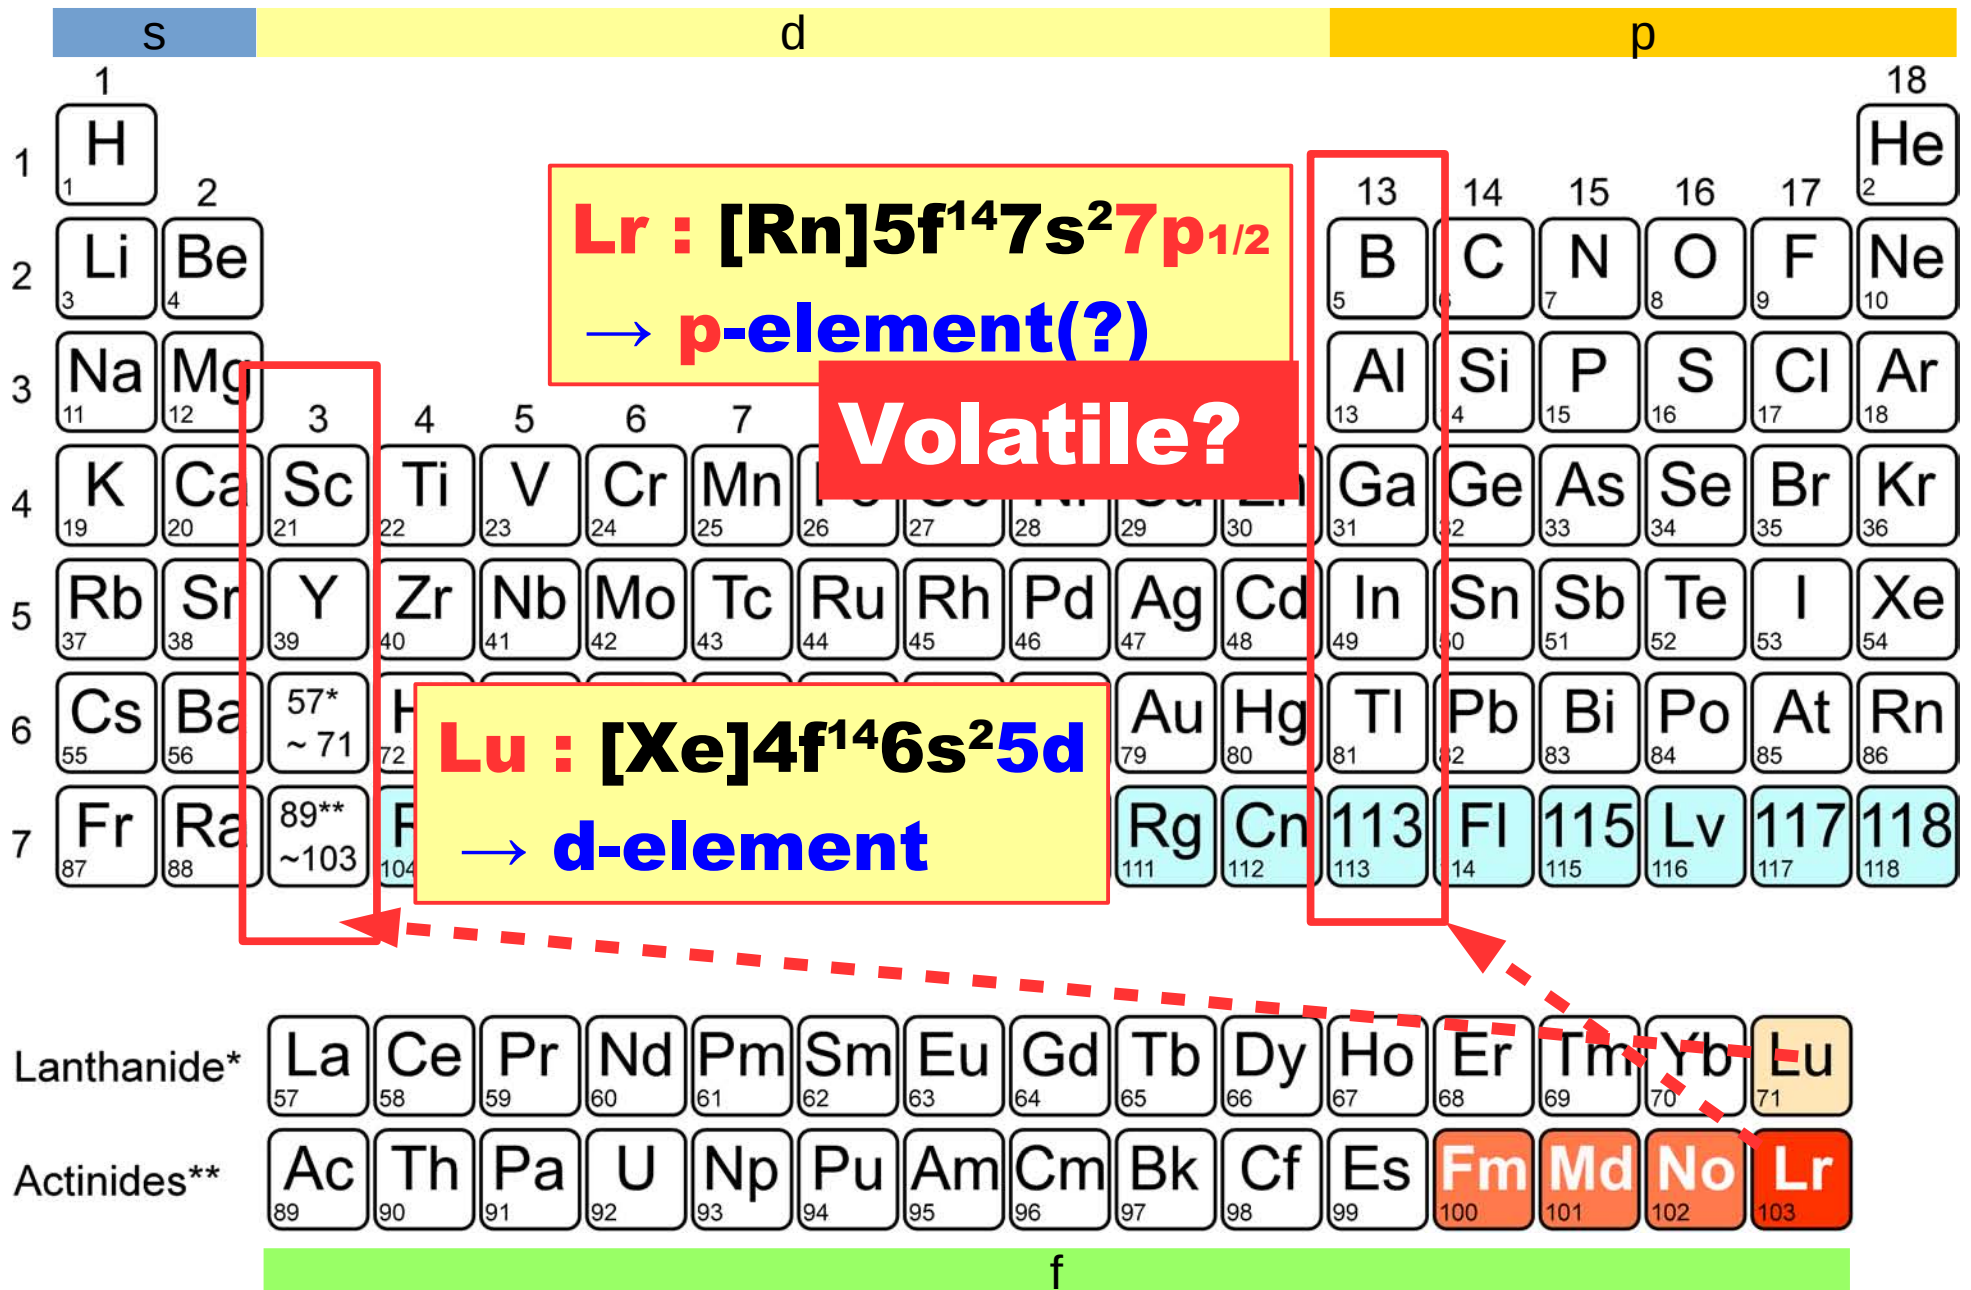 s d p
1 18
H 1 He 2
1
2 13 14 15 16 17
Li 3 Be 4 B 5 C 6 N 7 O 8 F 9 Ne 10
2
Lr : [Rn]5f¹⁴7s²7p₁/₂
→ p-element(?)
Volatile?
3 Na 11 Mg 12 Al 13 Si 14 P 15 S 16 Cl 17 Ar 18
3 4 5 6 7
4 K 19 Ca 20 Sc 21 Ti 22 V 23 Cr 24 Mn 25 26 27 28 29 30 Ga 31 Ge 32 As 33 Se 34 Br 35 Kr 36
5 Rb 37 Sr 38 Y 39 Zr 40 Nb 41 Mo 42 Tc 43 Ru 44 Rh 45 Pd 46 Ag 47 Cd 48 In 49 Sn 50 Sb 51 Te 52 I 53 Xe 54
6 Cs 55 Ba 56 57* ~ 71 72 Au 79 Hg 80 Tl 81 Pb 82 Bi 83 Po 84 At 85 Rn 86
Lu : [Xe]4f¹⁴6s²5d
→ d-element
7 Fr 87 Ra 88 89** ~103 104 Rg 111 Cn 112 113 113 Fl 114 115 115 Lv 116 117 117 118 118
Lanthanide* La 57 Ce 58 Pr 59 Nd 60 Pm 61 Sm 62 Eu 63 Gd 64 Tb 65 Dy 66 Ho 67 Er 68 Tm 69 Yb 70 Lu 71
Actinides** Ac 89 Th 90 Pa 91 U 92 Np 93 Pu 94 Am 95 Cm 96 Bk 97 Cf 98 Es 99 Fm 100 Md 101 No 102 Lr 103
f